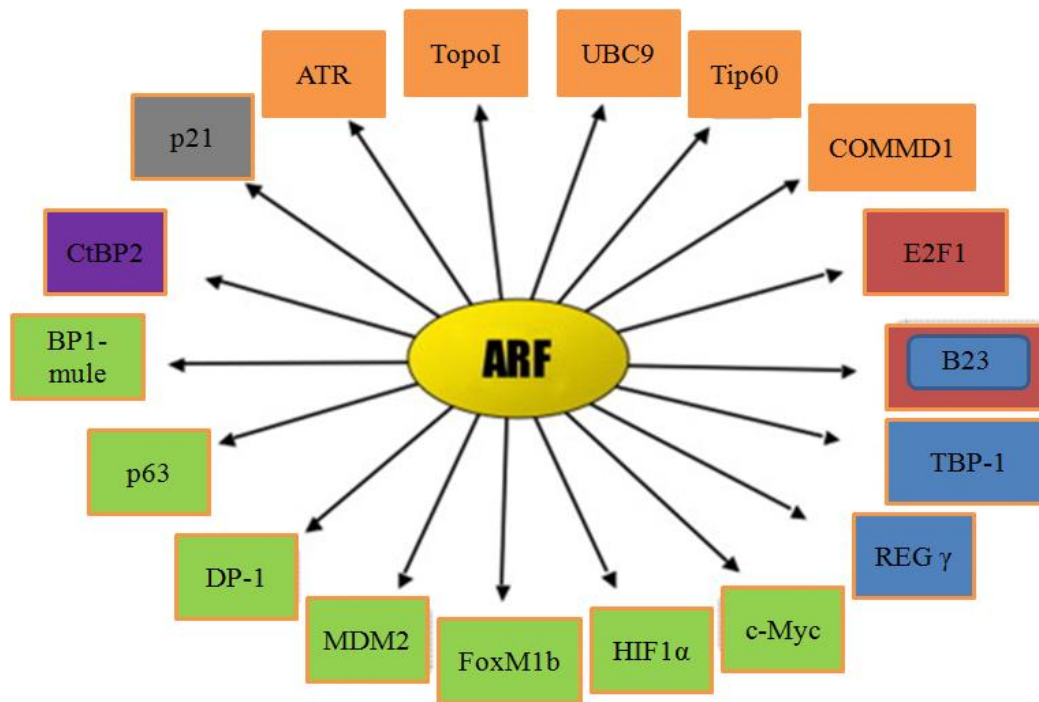 TopoI
UBC9
ATR
Tip60
p21
COMMD1
CtBP2
E2F1
BP1-
mule
ARF
B23
p63
TBP-1
DP-1
REG γ
MDM2
FoxM1b
HIF1α
c-Myc